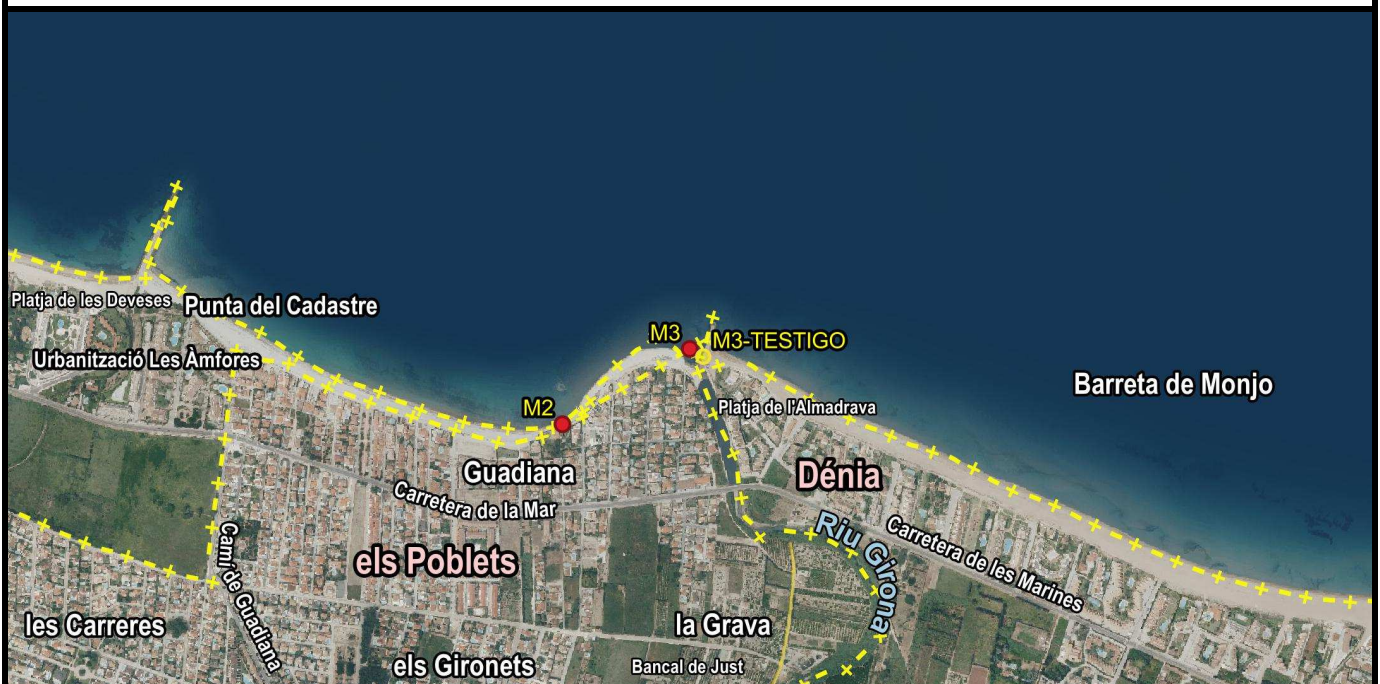 Platja de les Deveses
Punta del Cadastre
M3
M3-TESTIGO
Urbanització Les Àmfores
Barreta de Monjo
M2
Platja de l'Almadrava
Guadiana
Dénia
Carretera de la Mar
Riu Girona
Carretera de les Marines
Camí de Guadiana
els Poblets
les Carreres
la Grava
els Gironets
Bancal de Just